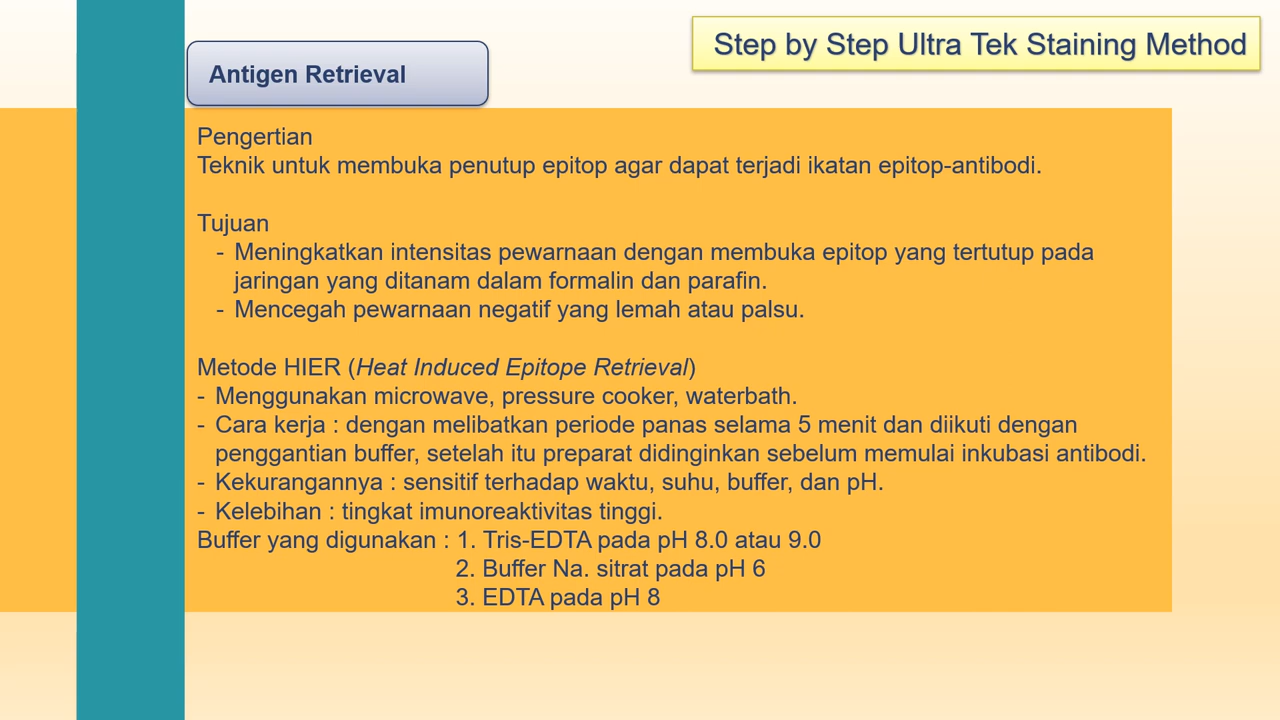 Step by Step Ultra Tek Staining Method
Antigen Retrieval
Pengertian
Teknik untuk membuka penutup epitop agar dapat terjadi ikatan epitop-antibodi.
Tujuan
- Meningkatkan intensitas pewarnaan dengan membuka epitop yang tertutup pada
jaringan yang ditanam dalam formalin dan parafin.
- Mencegah pewarnaan negatif yang lemah atau palsu.
Metode HIER (Heat Induced Epitope Retrieval)
- Menggunakan microwave, pressure cooker, waterbath.
- Cara kerja : dengan melibatkan periode panas selama 5 menit dan diikuti dengan
penggantian buffer, setelah itu preparat didinginkan sebelum memulai inkubasi antibodi.
- Kekurangannya : sensitif terhadap waktu, suhu, buffer, dan pH.
- Kelebihan : tingkat imunoreaktivitas tinggi.
Buffer yang digunakan : 1. Tris-EDTA pada pH 8.0 atau 9.0
2. Buffer Na. sitrat pada pH 6
3. EDTA pada pH 8